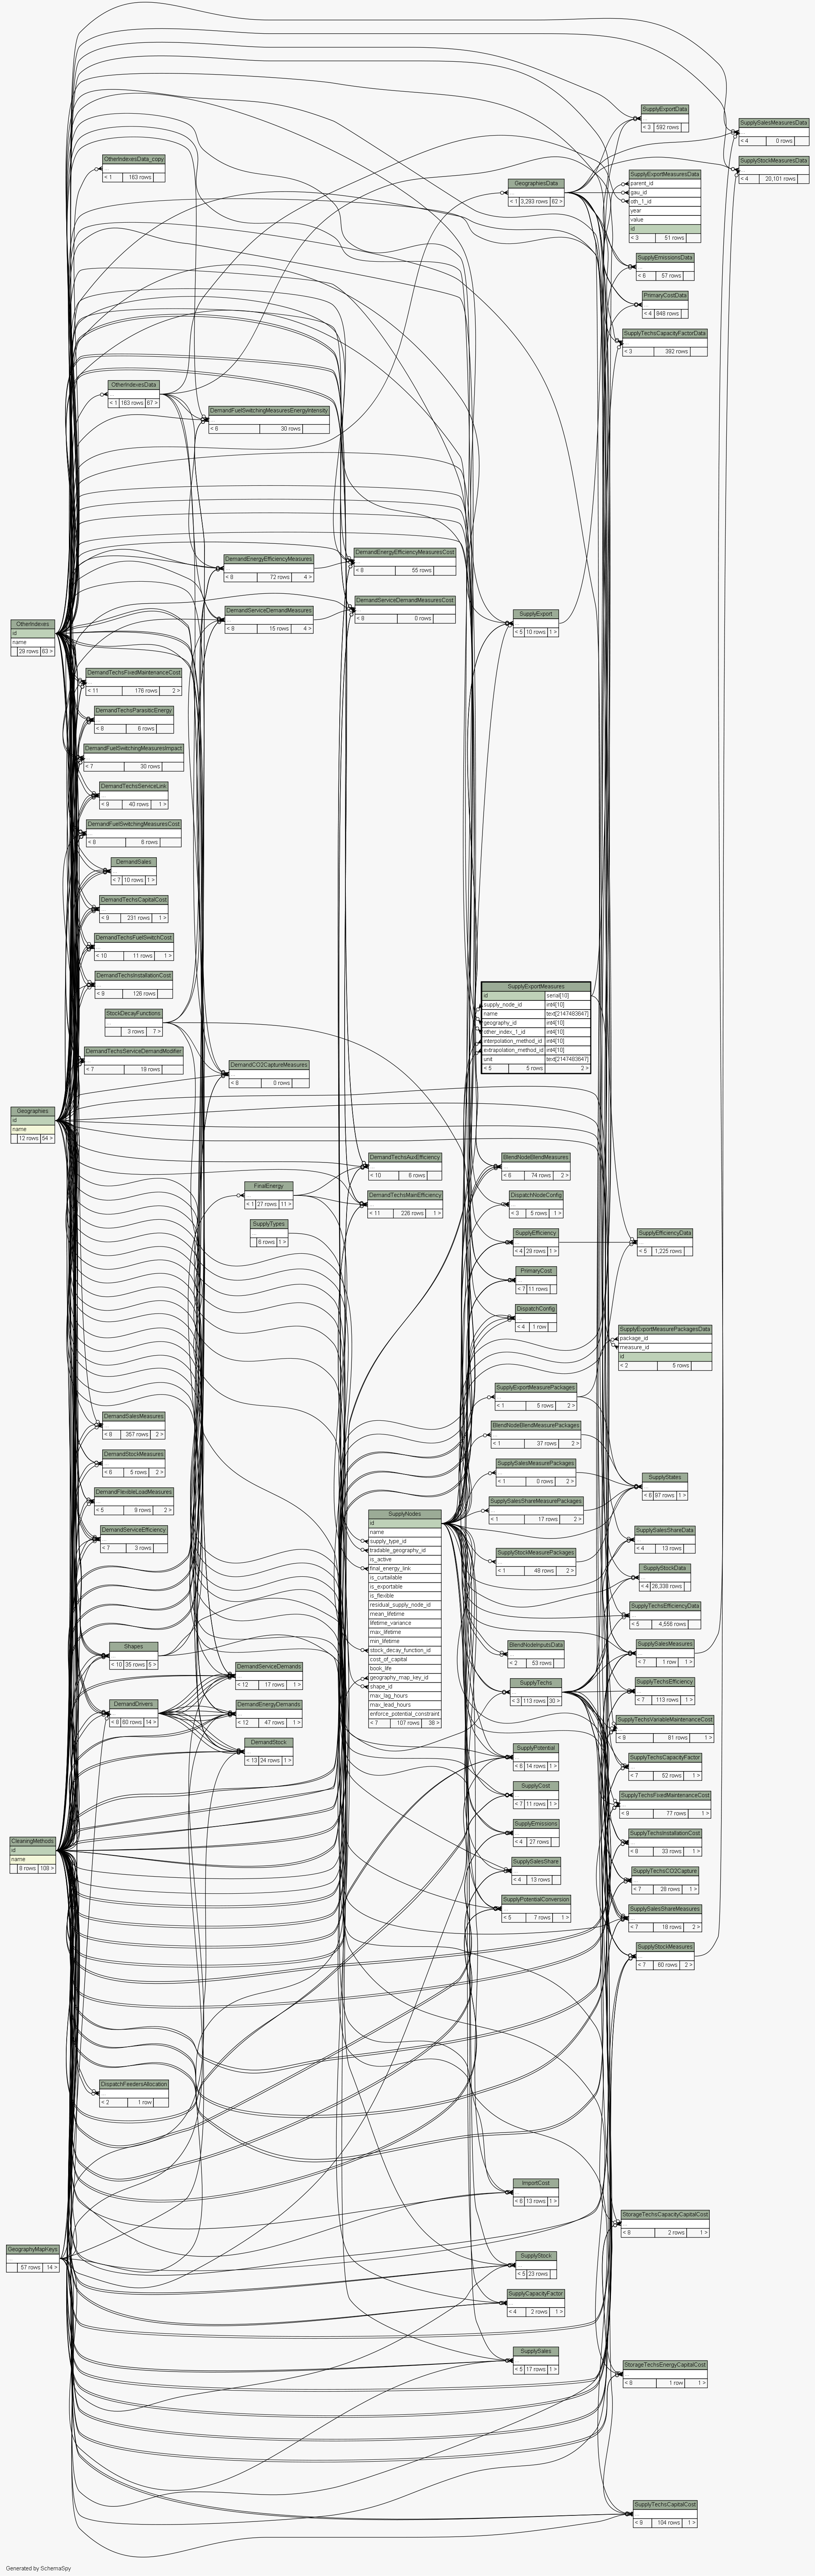 SupplyExportData
...
< 3 592 rows
SupplySalesMeasuresData
...
< 4 0 rows
OtherIndexesData_copy
...
< 1 163 rows
SupplyStockMeasuresData
...
< 4 20,101 rows
SupplyExportMeasuresData
parent_id
gau_id
oth_1_id
year
value
id
< 3 51 rows
GeographiesData
...
< 1 3,293 rows 62 >
SupplyEmissionsData
...
< 6 57 rows
PrimaryCostData
...
< 4 848 rows
SupplyTechsCapacityFactorData
...
< 3 392 rows
OtherIndexesData
...
< 1 163 rows 67 >
DemandFuelSwitchingMeasuresEnergyIntensity
...
< 6 30 rows
DemandEnergyEfficiencyMeasuresCost
...
< 8 55 rows
DemandEnergyEfficiencyMeasures
...
< 8 72 rows 4 >
DemandServiceDemandMeasuresCost
...
< 8 0 rows
DemandServiceDemandMeasures
...
< 8 15 rows 4 >
SupplyExport
...
< 5 10 rows 1 >
OtherIndexes
id
name
29 rows 63 >
DemandTechsFixedMaintenanceCost
...
< 11 176 rows 2 >
DemandTechsParasiticEnergy
...
< 8 6 rows
DemandFuelSwitchingMeasuresImpact
...
< 7 30 rows
DemandTechsServiceLink
...
< 9 40 rows 1 >
DemandFuelSwitchingMeasuresCost
...
< 8 6 rows
DemandSales
...
< 7 10 rows 1 >
DemandTechsCapitalCost
...
< 9 231 rows 1 >
DemandTechsFuelSwitchCost
...
< 10 11 rows 1 >
DemandTechsInstallationCost
...
< 9 126 rows
SupplyExportMeasures
id serial[10]
supply_node_id int4[10]
name text[2147483647]
geography_id int4[10]
other_index_1_id int4[10]
interpolation_method_id int4[10]
extrapolation_method_id int4[10]
unit text[2147483647]
< 5 5 rows 2 >
StockDecayFunctions
...
3 rows 7 >
DemandTechsServiceDemandModifier
...
< 7 19 rows
DemandCO2CaptureMeasures
...
< 8 0 rows
Geographies
id
name
12 rows 54 >
DemandTechsAuxEfficiency
...
< 10 6 rows
BlendNodeBlendMeasures
...
< 6 74 rows 2 >
FinalEnergy
...
< 1 27 rows 11 >
DemandTechsMainEfficiency
...
< 11 226 rows 1 >
DispatchNodeConfig
...
< 3 5 rows 1 >
SupplyTypes
...
6 rows 1 >
SupplyEfficiency
...
< 4 29 rows 1 >
SupplyEfficiencyData
...
< 5 1,225 rows
PrimaryCost
...
< 7 11 rows
DispatchConfig
...
< 4 1 row
SupplyExportMeasurePackagesData
package_id
measure_id
id
< 2 5 rows
SupplyExportMeasurePackages
...
< 1 5 rows 2 >
DemandSalesMeasures
...
< 8 357 rows 2 >
BlendNodeBlendMeasurePackages
...
< 1 37 rows 2 >
DemandStockMeasures
...
< 6 5 rows 2 >
SupplySalesMeasurePackages
...
< 1 0 rows 2 >
SupplyStates
...
< 6 97 rows 1 >
DemandFlexibleLoadMeasures
...
< 5 9 rows 2 >
SupplySalesShareMeasurePackages
...
< 1 17 rows 2 >
SupplyNodes
id
name
supply_type_id
tradable_geography_id
is_active
final_energy_link
is_curtailable
is_exportable
is_flexible
residual_supply_node_id
mean_lifetime
lifetime_variance
max_lifetime
min_lifetime
stock_decay_function_id
cost_of_capital
book_life
geography_map_key_id
shape_id
max_lag_hours
max_lead_hours
enforce_potential_constraint
< 7 107 rows 38 >
DemandServiceEfficiency
...
< 7 3 rows
SupplySalesShareData
...
< 4 13 rows
SupplyStockMeasurePackages
...
< 1 48 rows 2 >
SupplyStockData
...
< 4 26,338 rows
SupplyTechsEfficiencyData
...
< 5 4,556 rows
Shapes
...
< 10 35 rows 5 >
BlendNodeInputsData
...
< 2 53 rows
SupplySalesMeasures
...
< 7 1 row 1 >
DemandServiceDemands
...
< 12 17 rows 1 >
SupplyTechs
...
< 3 113 rows 30 >
SupplyTechsEfficiency
...
< 7 113 rows 1 >
DemandDrivers
...
< 8 60 rows 14 >
DemandEnergyDemands
...
< 12 47 rows 1 >
SupplyTechsVariableMaintenanceCost
...
< 9 81 rows 1 >
DemandStock
...
< 13 24 rows 1 >
SupplyPotential
...
< 6 14 rows 1 >
SupplyTechsCapacityFactor
...
< 7 52 rows 1 >
SupplyCost
...
< 7 11 rows 1 >
SupplyTechsFixedMaintenanceCost
...
< 9 77 rows 1 >
SupplyEmissions
...
< 4 27 rows
SupplyTechsInstallationCost
...
< 8 33 rows 1 >
CleaningMethods
id
name
8 rows 108 >
SupplySalesShare
...
< 4 13 rows
SupplyTechsCO2Capture
...
< 7 28 rows 1 >
SupplyPotentialConversion
...
< 5 7 rows 1 >
SupplySalesShareMeasures
...
< 7 18 rows 2 >
SupplyStockMeasures
...
< 7 60 rows 2 >
DispatchFeedersAllocation
...
< 2 1 row
ImportCost
...
< 8 13 rows 1 >
StorageTechsCapacityCapitalCost
...
< 8 2 rows 1 >
GeographyMapKeys
...
57 rows 14 >
SupplyStock
...
< 5 23 rows
SupplyCapacityFactor
...
< 4 2 rows 1 >
SupplySales
...
< 5 17 rows 1 >
StorageTechsEnergyCapitalCost
...
< 8 1 row 1 >
SupplyTechsCapitalCost
...
< 9 104 rows 1 >
Generated by SchemaSpy